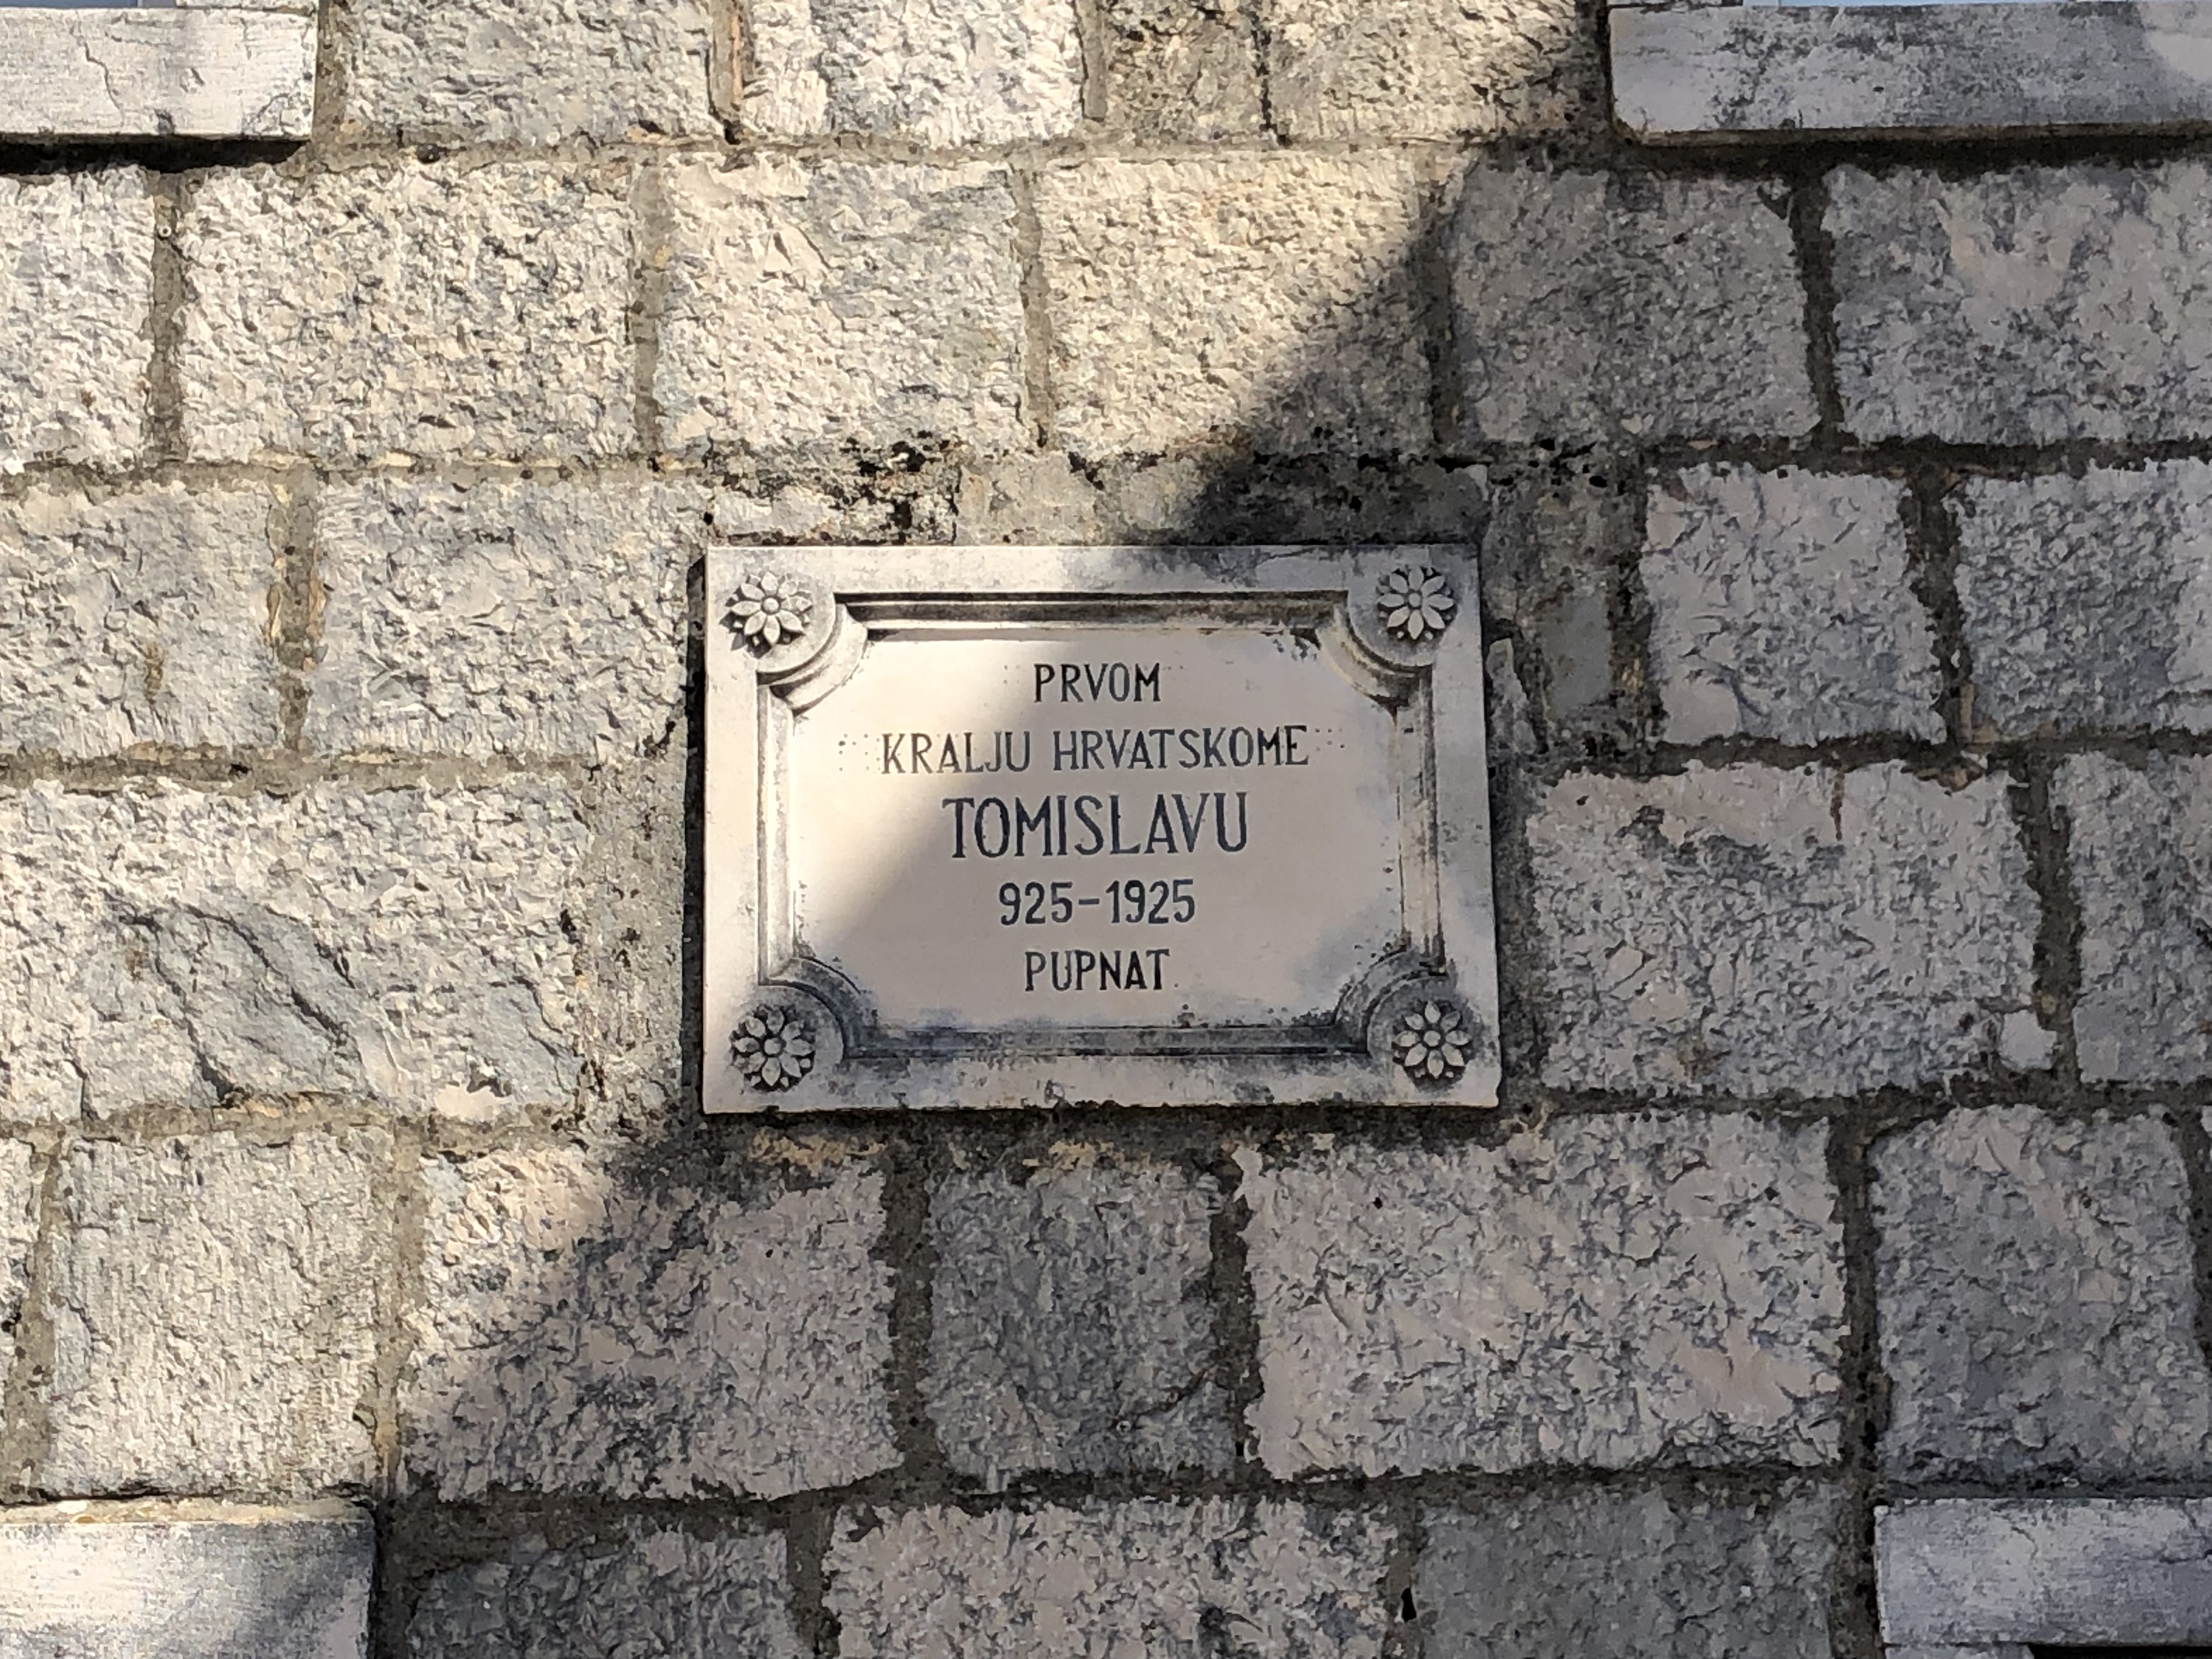 PRVOM
KRALJU HRVATSKOME
TOMISLAVU
925-1925
PUPNAT